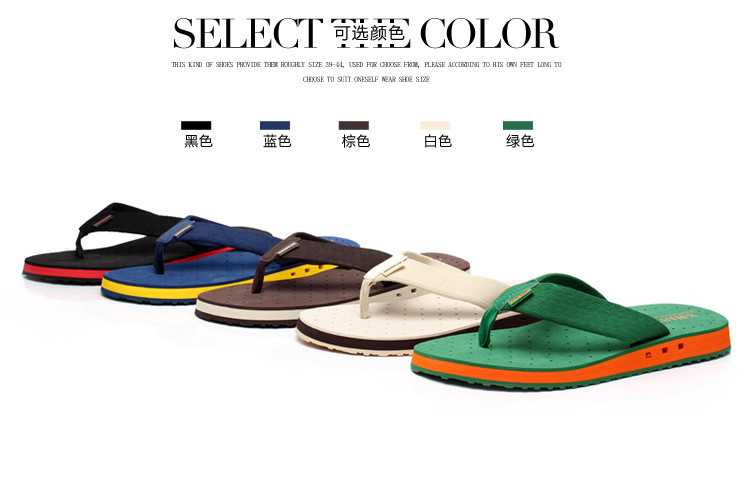 SELECT THE COLOR
可选颜色
THIS KIND OF SHOES PROVIDE THEM ROUGHLY SIZE 39-44, USED FOR CHOOSE FROM, PLEASE ACCORDING TO HIS OWN FEET LONG TO
CHOOSE TO SUIT ONESELF WEAR SHOE SIZE
黑色 蓝色 棕色 白色 绿色